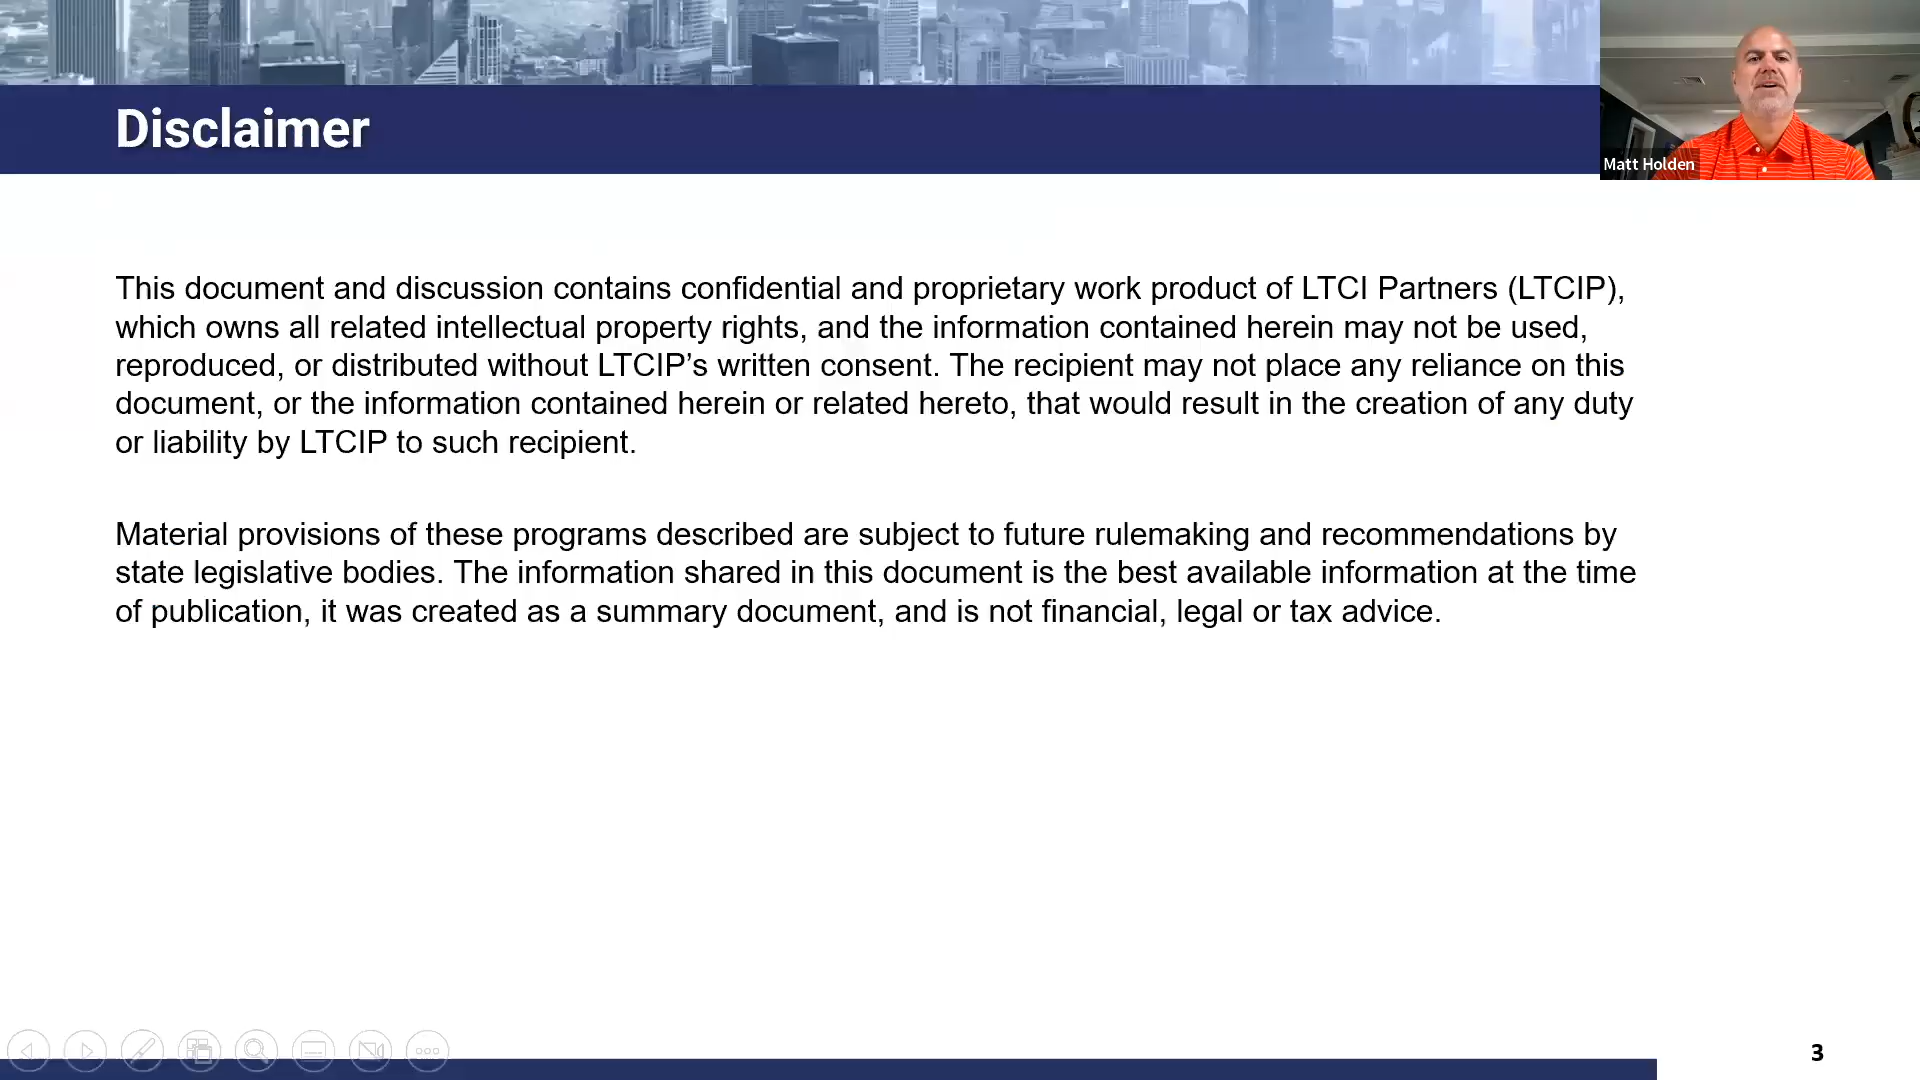 Disclaimer
Matt Holden
This document and discussion contains confidential and proprietary work product of LTCI Partners (LTCIP),
which owns all related intellectual property rights, and the information contained herein may not be used,
reproduced, or distributed without LTCIP’s written consent. The recipient may not place any reliance on this
document, or the information contained herein or related hereto, that would result in the creation of any duty
or liability by LTCIP to such recipient.
Material provisions of these programs described are subject to future rulemaking and recommendations by
state legislative bodies. The information shared in this document is the best available information at the time
of publication, it was created as a summary document, and is not financial, legal or tax advice.
3